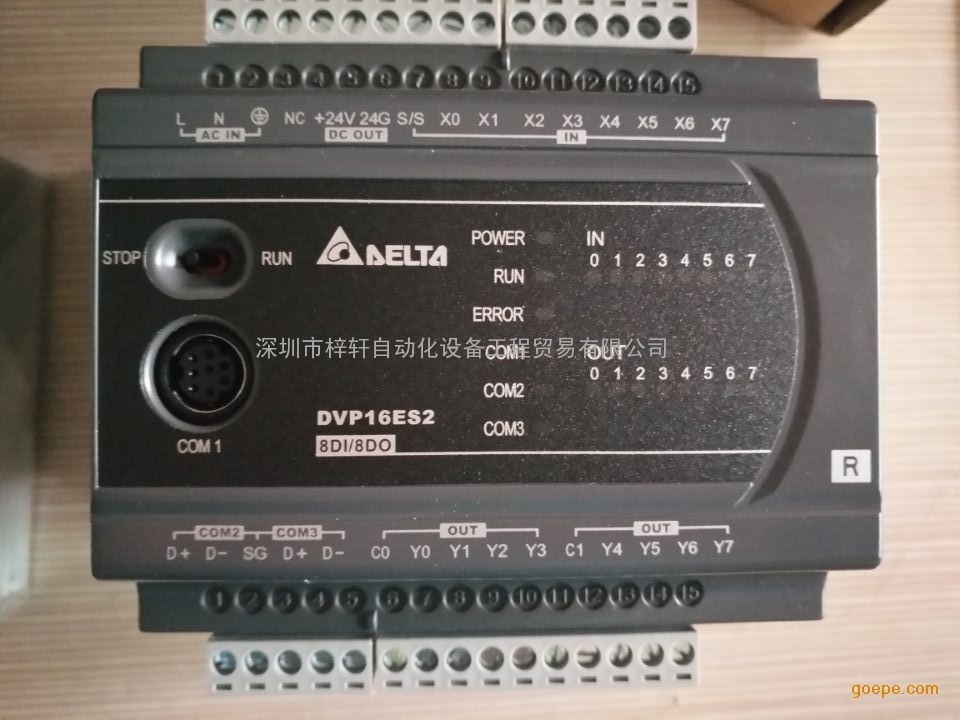 1 2 3 4 5 6 7 8 9 10 11 12 13 14 15
L N NC +24V 24G S/S X0 X1 X2 X3 X4 X5 X6 X7
AC IN DC OUT IN
STOP RUN
DELTA
POWER
RUN
ERROR
COM1
COM2
COM3
IN
0 1 2 3 4 5 6 7
OUT
0 1 2 3 4 5 6 7
深圳市梓轩自动化设备工程贸易有限公司
COM 1
DVP16ES2
8DI/8DO
R
COM2 COM3 OUT OUT
D+ D- SG D+ D- C0 Y0 Y1 Y2 Y3 C1 Y4 Y5 Y6 Y7
1 2 3 4 5 6 7 8 9 10 11 12 13 14 15
goepe.com